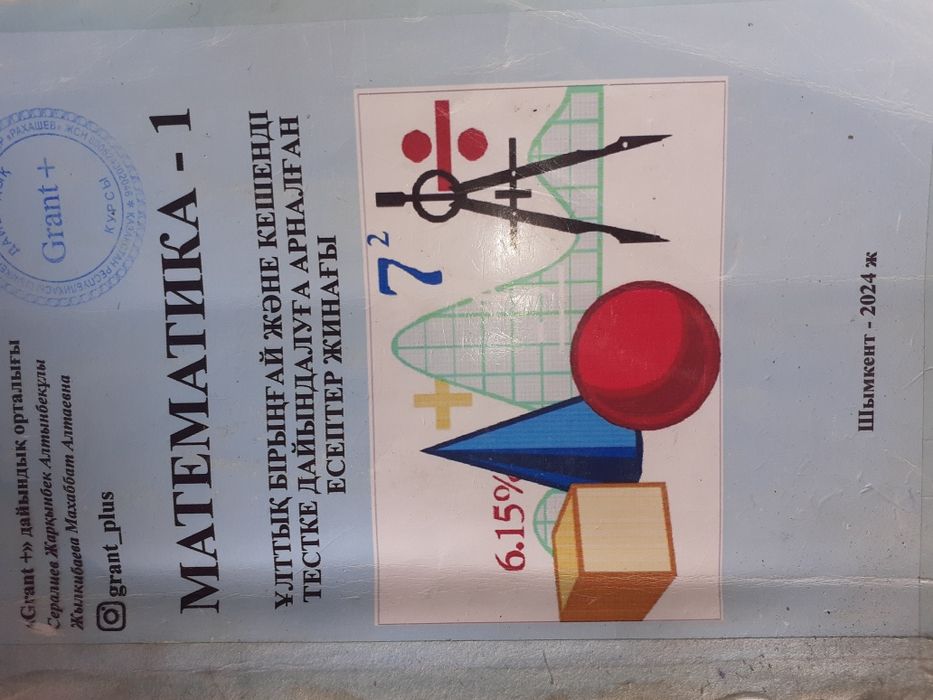 «Grant +» дайындық орталығы
Сералиев Жарқынбек Алтынбекұлы
Жылкибаева Махаббат Алтаевна
grant_plus
Grant +
КУРСЫ
МАТЕМАТИКА - 1
ҰЛТТЫҚ БІРЫҢҒАЙ ЖӘНЕ КЕШЕНДІ
ТЕСТКЕ ДАЙЫНДАЛУҒА АРНАЛҒАН
ЕСЕПТЕР ЖИНАҒЫ
7²
6.15%
Шымкент - 2024 ж